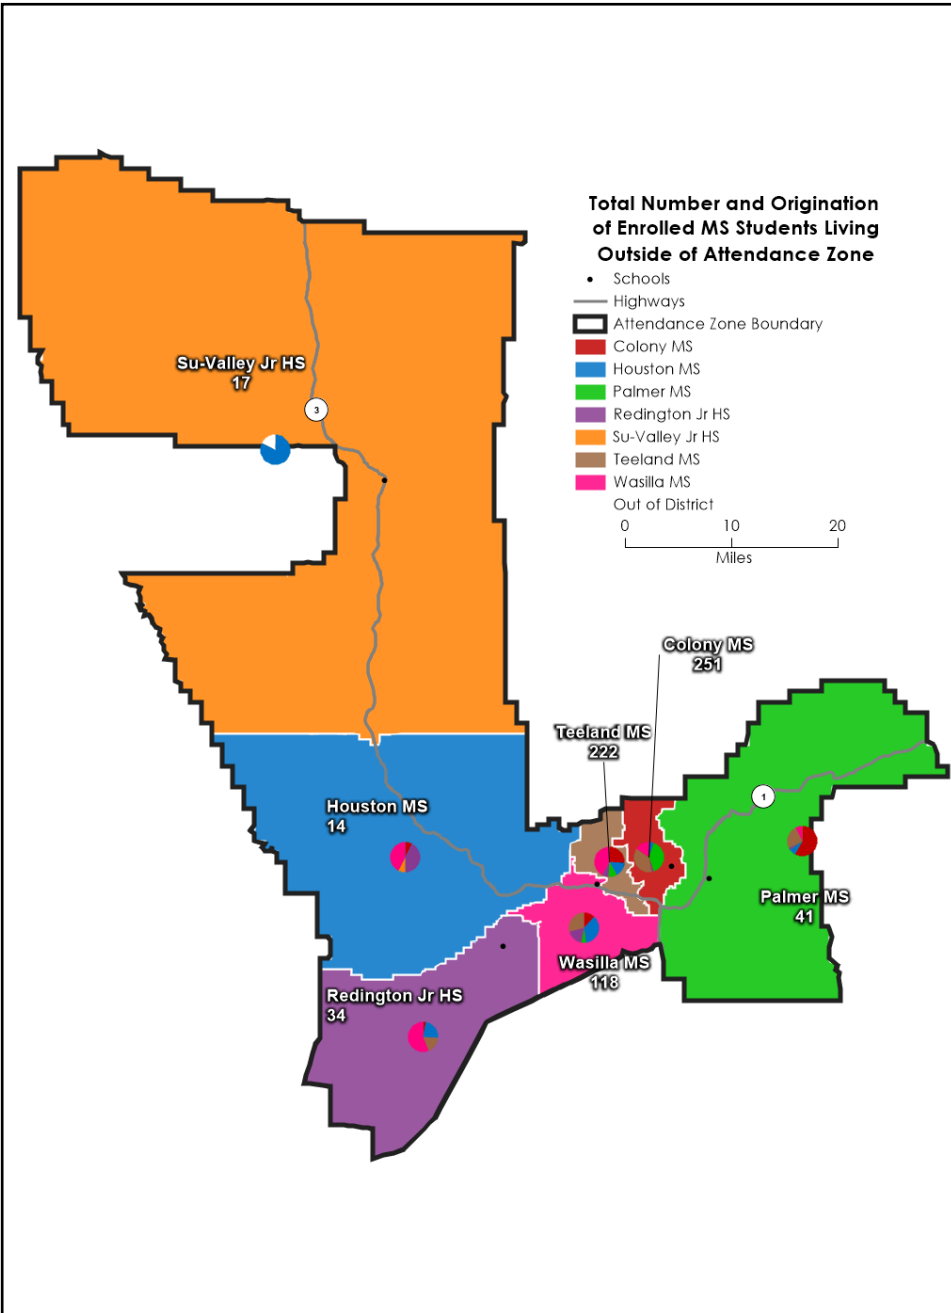 Total Number and Origination
of Enrolled MS Students Living
Outside of Attendance Zone
Schools
Highways
Attendance Zone Boundary
Colony MS
Houston MS
Palmer MS
Redington Jr HS
Su-Valley Jr HS
Teeland MS
Wasilla MS
Out of District
0 10 20
Miles
Su-Valley Jr HS
17
3
Colony MS
251
Teeland MS
222
1
Houston MS
14
Palmer MS
41
Wasilla MS
118
Redington Jr HS
34